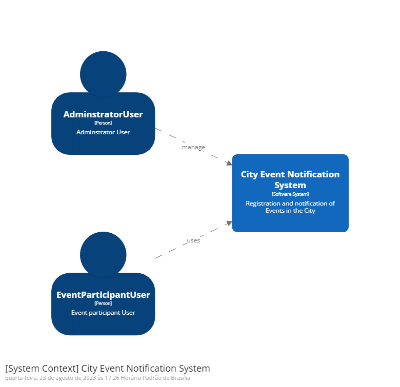 AdminstratorUser
[Person]
Adminstrator User
manage
City Event Notification
System
[Software System]
Registration and notification of
Events in the City
uses
EventParticipantUser
[Person]
Event participant User
[System Context] City Event Notification System
quarta-feira, 23 de agosto de 2023 às 17:26 Horário Padrão de Brasília